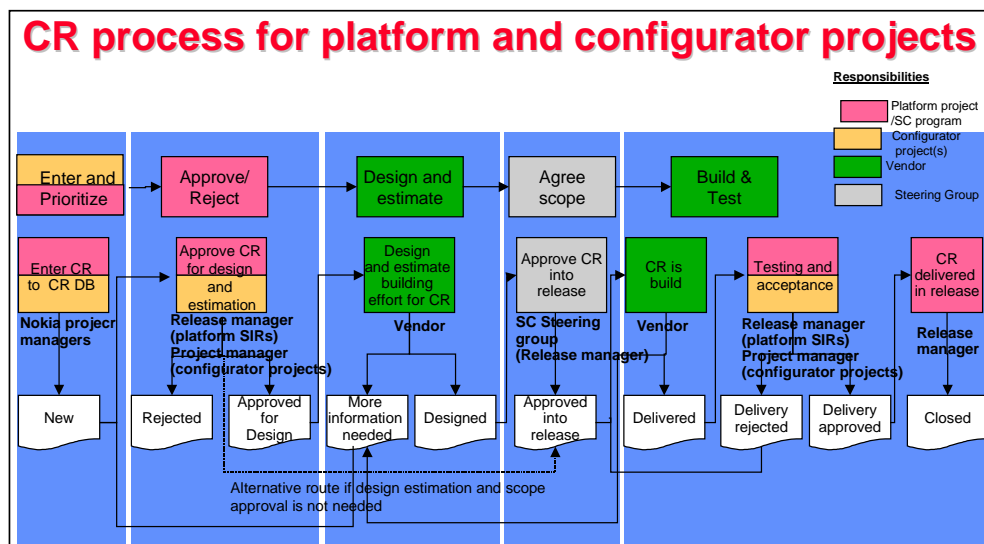 CR process for platform and configurator projects
Responsibilities
Platform project
/SC program
Configurator
project(s)
Vendor
Steering Group
Enter and
Prioritize
Approve/
Reject
Design and
estimate
Agree
scope
Build &
Test
Enter CR
to CR DB
Approve CR
for design
and
estimation
Design
and estimate
building
effort for CR
Approve CR
into
release
CR is
build
Testing and
acceptance
CR
delivered
in release
Nokia projecr
managers
Release manager
(platform SIRs)
Project manager
(configurator projects)
Vendor
SC Steering
group
(Release manager)
Vendor
Release manager
(platform SIRs)
Project manager
(configurator projects)
Release
manager
New
Rejected
Approved
for
Design
More
information
needed
Designed
Approved
into
release
Delivered
Delivery
rejected
Delivery
approved
Closed
Alternative route if design estimation and scope
approval is not needed